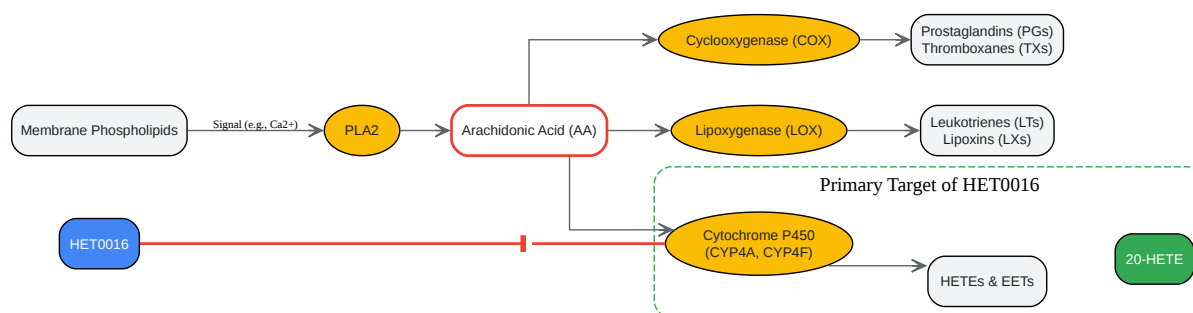 Cyclooxygenase (COX)
Prostaglandins (PGs)
Thromboxanes (TXs)
Membrane Phospholipids
Signal (e.g., Ca2+)
PLA2
Arachidonic Acid (AA)
Lipoxygenase (LOX)
Leukotrienes (LTs)
Lipoxins (LXs)
Primary Target of HET0016
HET0016
Cytochrome P450
(CYP4A, CYP4F)
20-HETE
HETEs & EETs